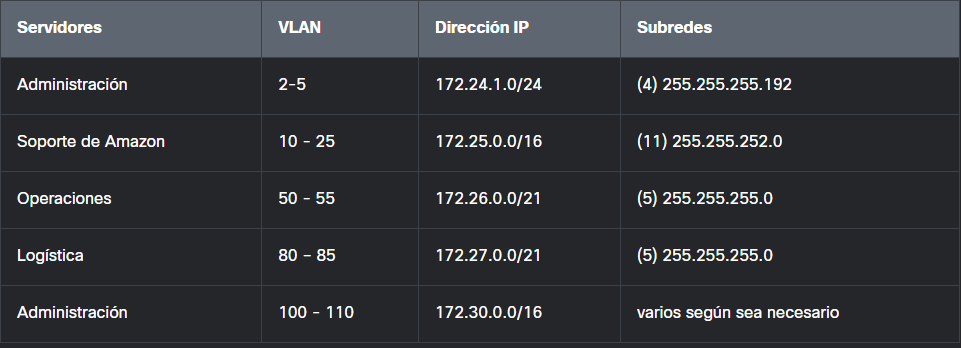 Servidores VLAN Dirección IP Subredes
Administración 2-5 172.24.1.0/24 (4) 255.255.255.192
Soporte de Amazon 10 - 25 172.25.0.0/16 (11) 255.255.252.0
Operaciones 50 - 55 172.26.0.0/21 (5) 255.255.255.0
Logística 80 - 85 172.27.0.0/21 (5) 255.255.255.0
Administración 100 - 110 172.30.0.0/16 varios según sea necesario